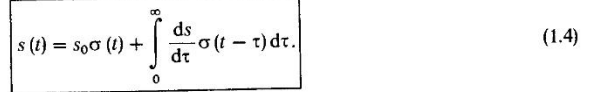 s(t) = s₀σ(t) + ∫₀^∞ ds/dτ σ(t − τ)dτ. (1.4)